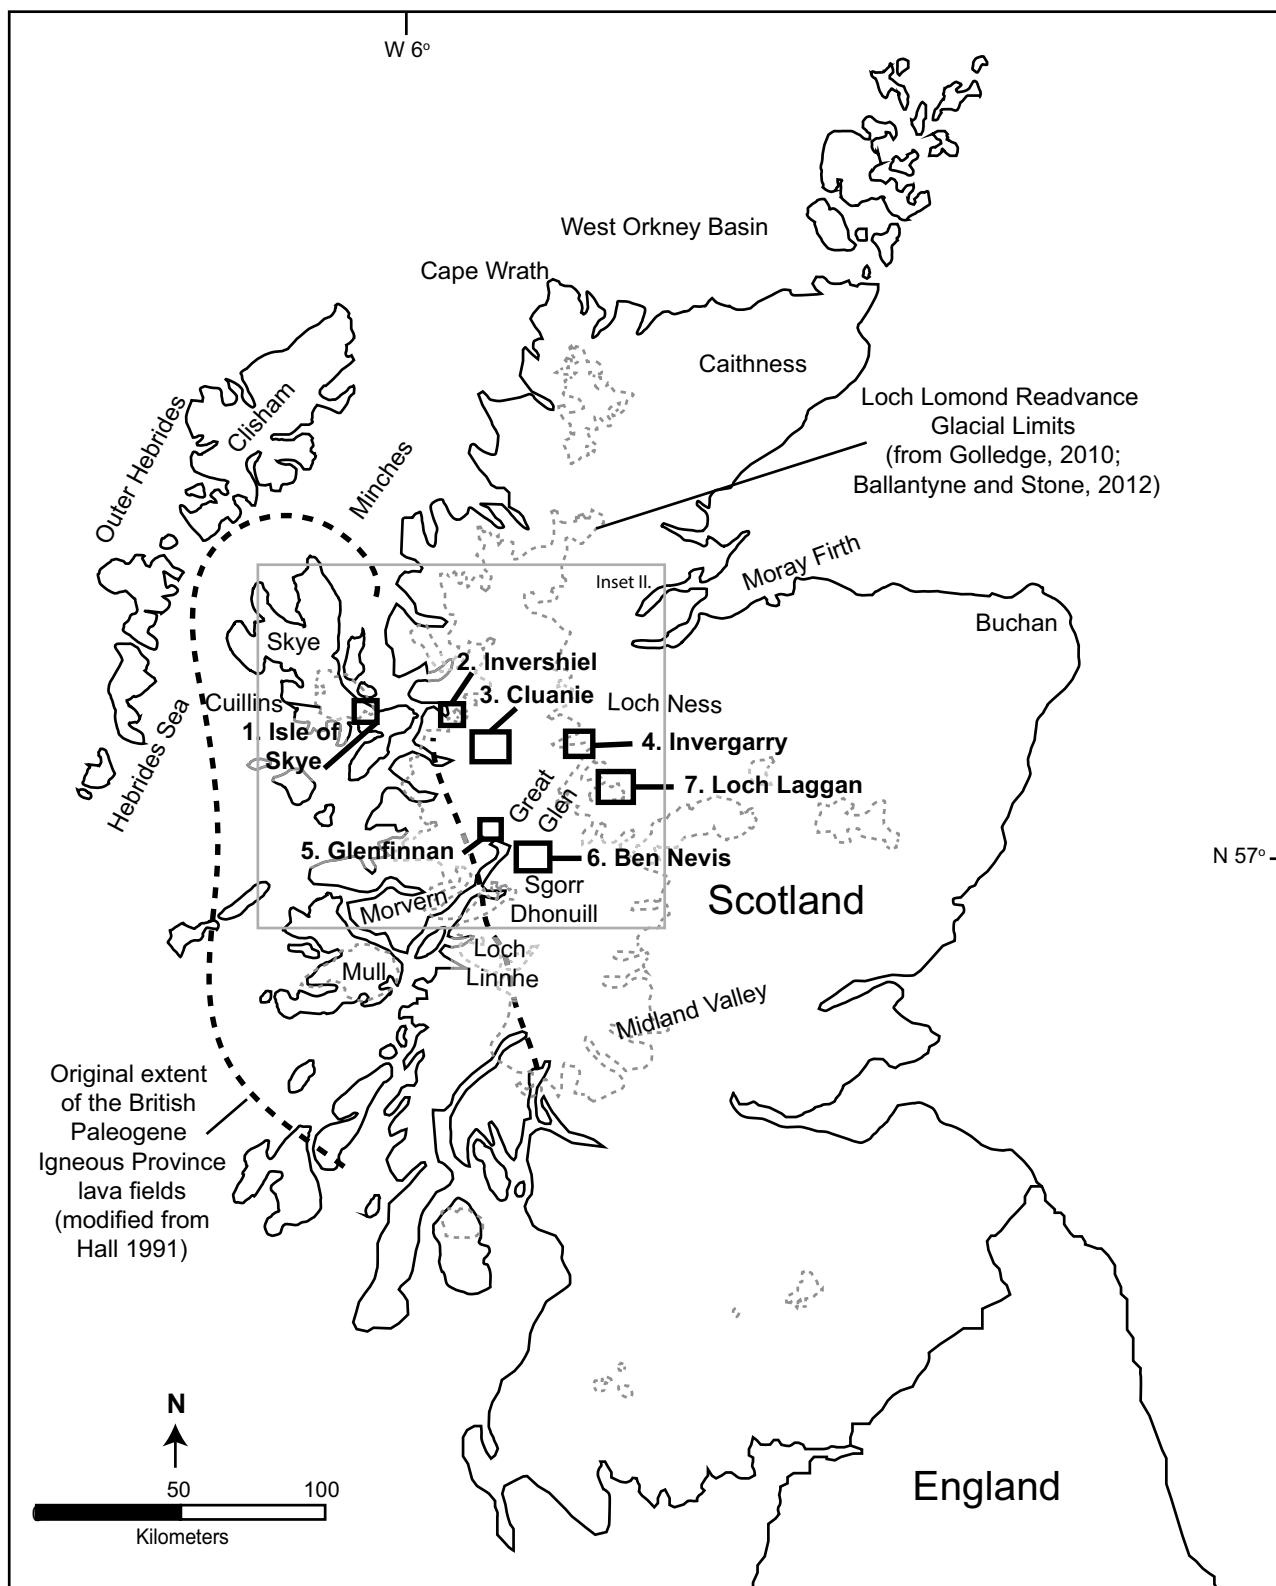 W 6º
West Orkney Basin
Cape Wrath
Caithness
Loch Lomond Readvance
Glacial Limits
(from Golledge, 2010;
Ballantyne and Stone, 2012)
Outer Hebrides
Clisham
Minches
Moray Firth
Inset II.
Buchan
Skye
2. Invershiel
Cuillins
3. Cluanie
Loch Ness
1. Isle of
Skye
4. Invergarry
Hebrides Sea
7. Loch Laggan
Great
Glen
5. Glenfinnan
6. Ben Nevis
N 57º
Sgorr
Dhonuill
Scotland
Morvern
Loch
Linnhe
Mull
Midland Valley
Original extent
of the British
Paleogene
Igneous Province
lava fields
(modified from
Hall 1991)
N
50
100
Kilometers
England